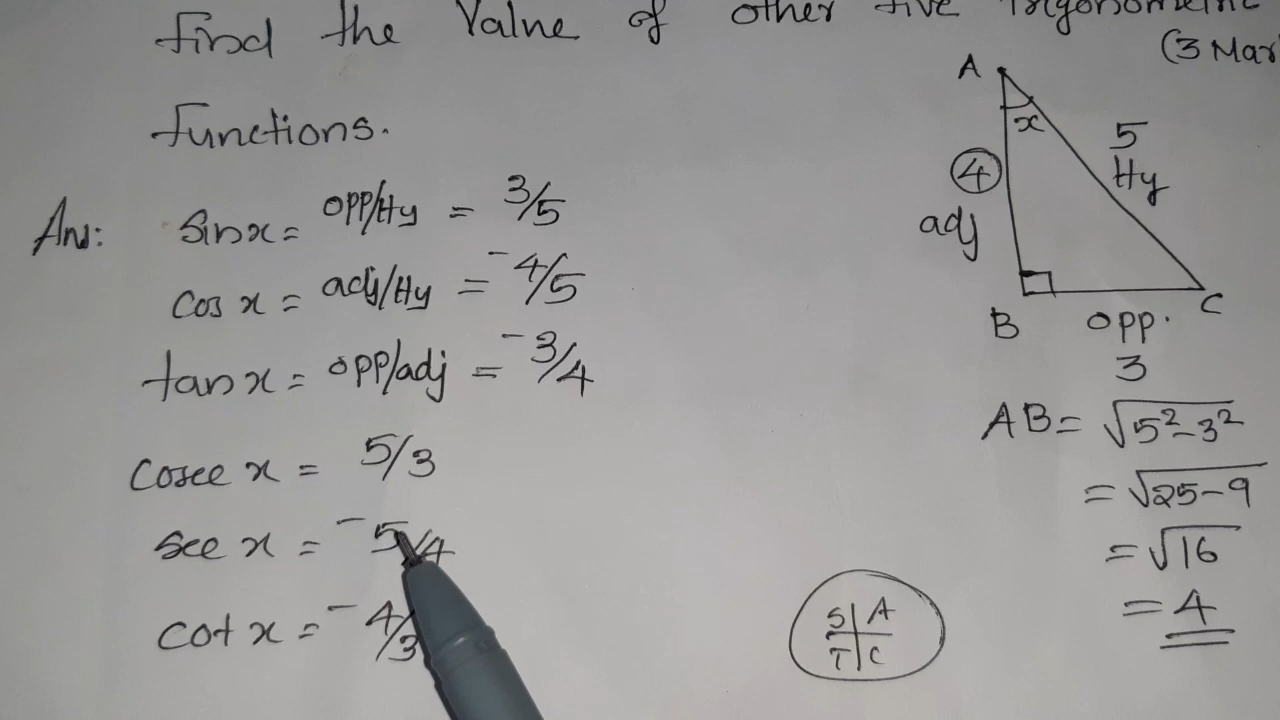 Find the Value of other five Trigonometric
(3 Mar
Functions.
Ans: Sin x = opp/Hy = 3/5
Cos x = adj/Hy = -4/5
tan x = opp/adj = -3/4
Cosec x = 5/3
sec x = -5/4
cot x = -4/3
A
x
5
Hy
4
adj
B
opp.
C
3
AB = √5²-3²
= √25-9
= √16
= 4
S A
T C